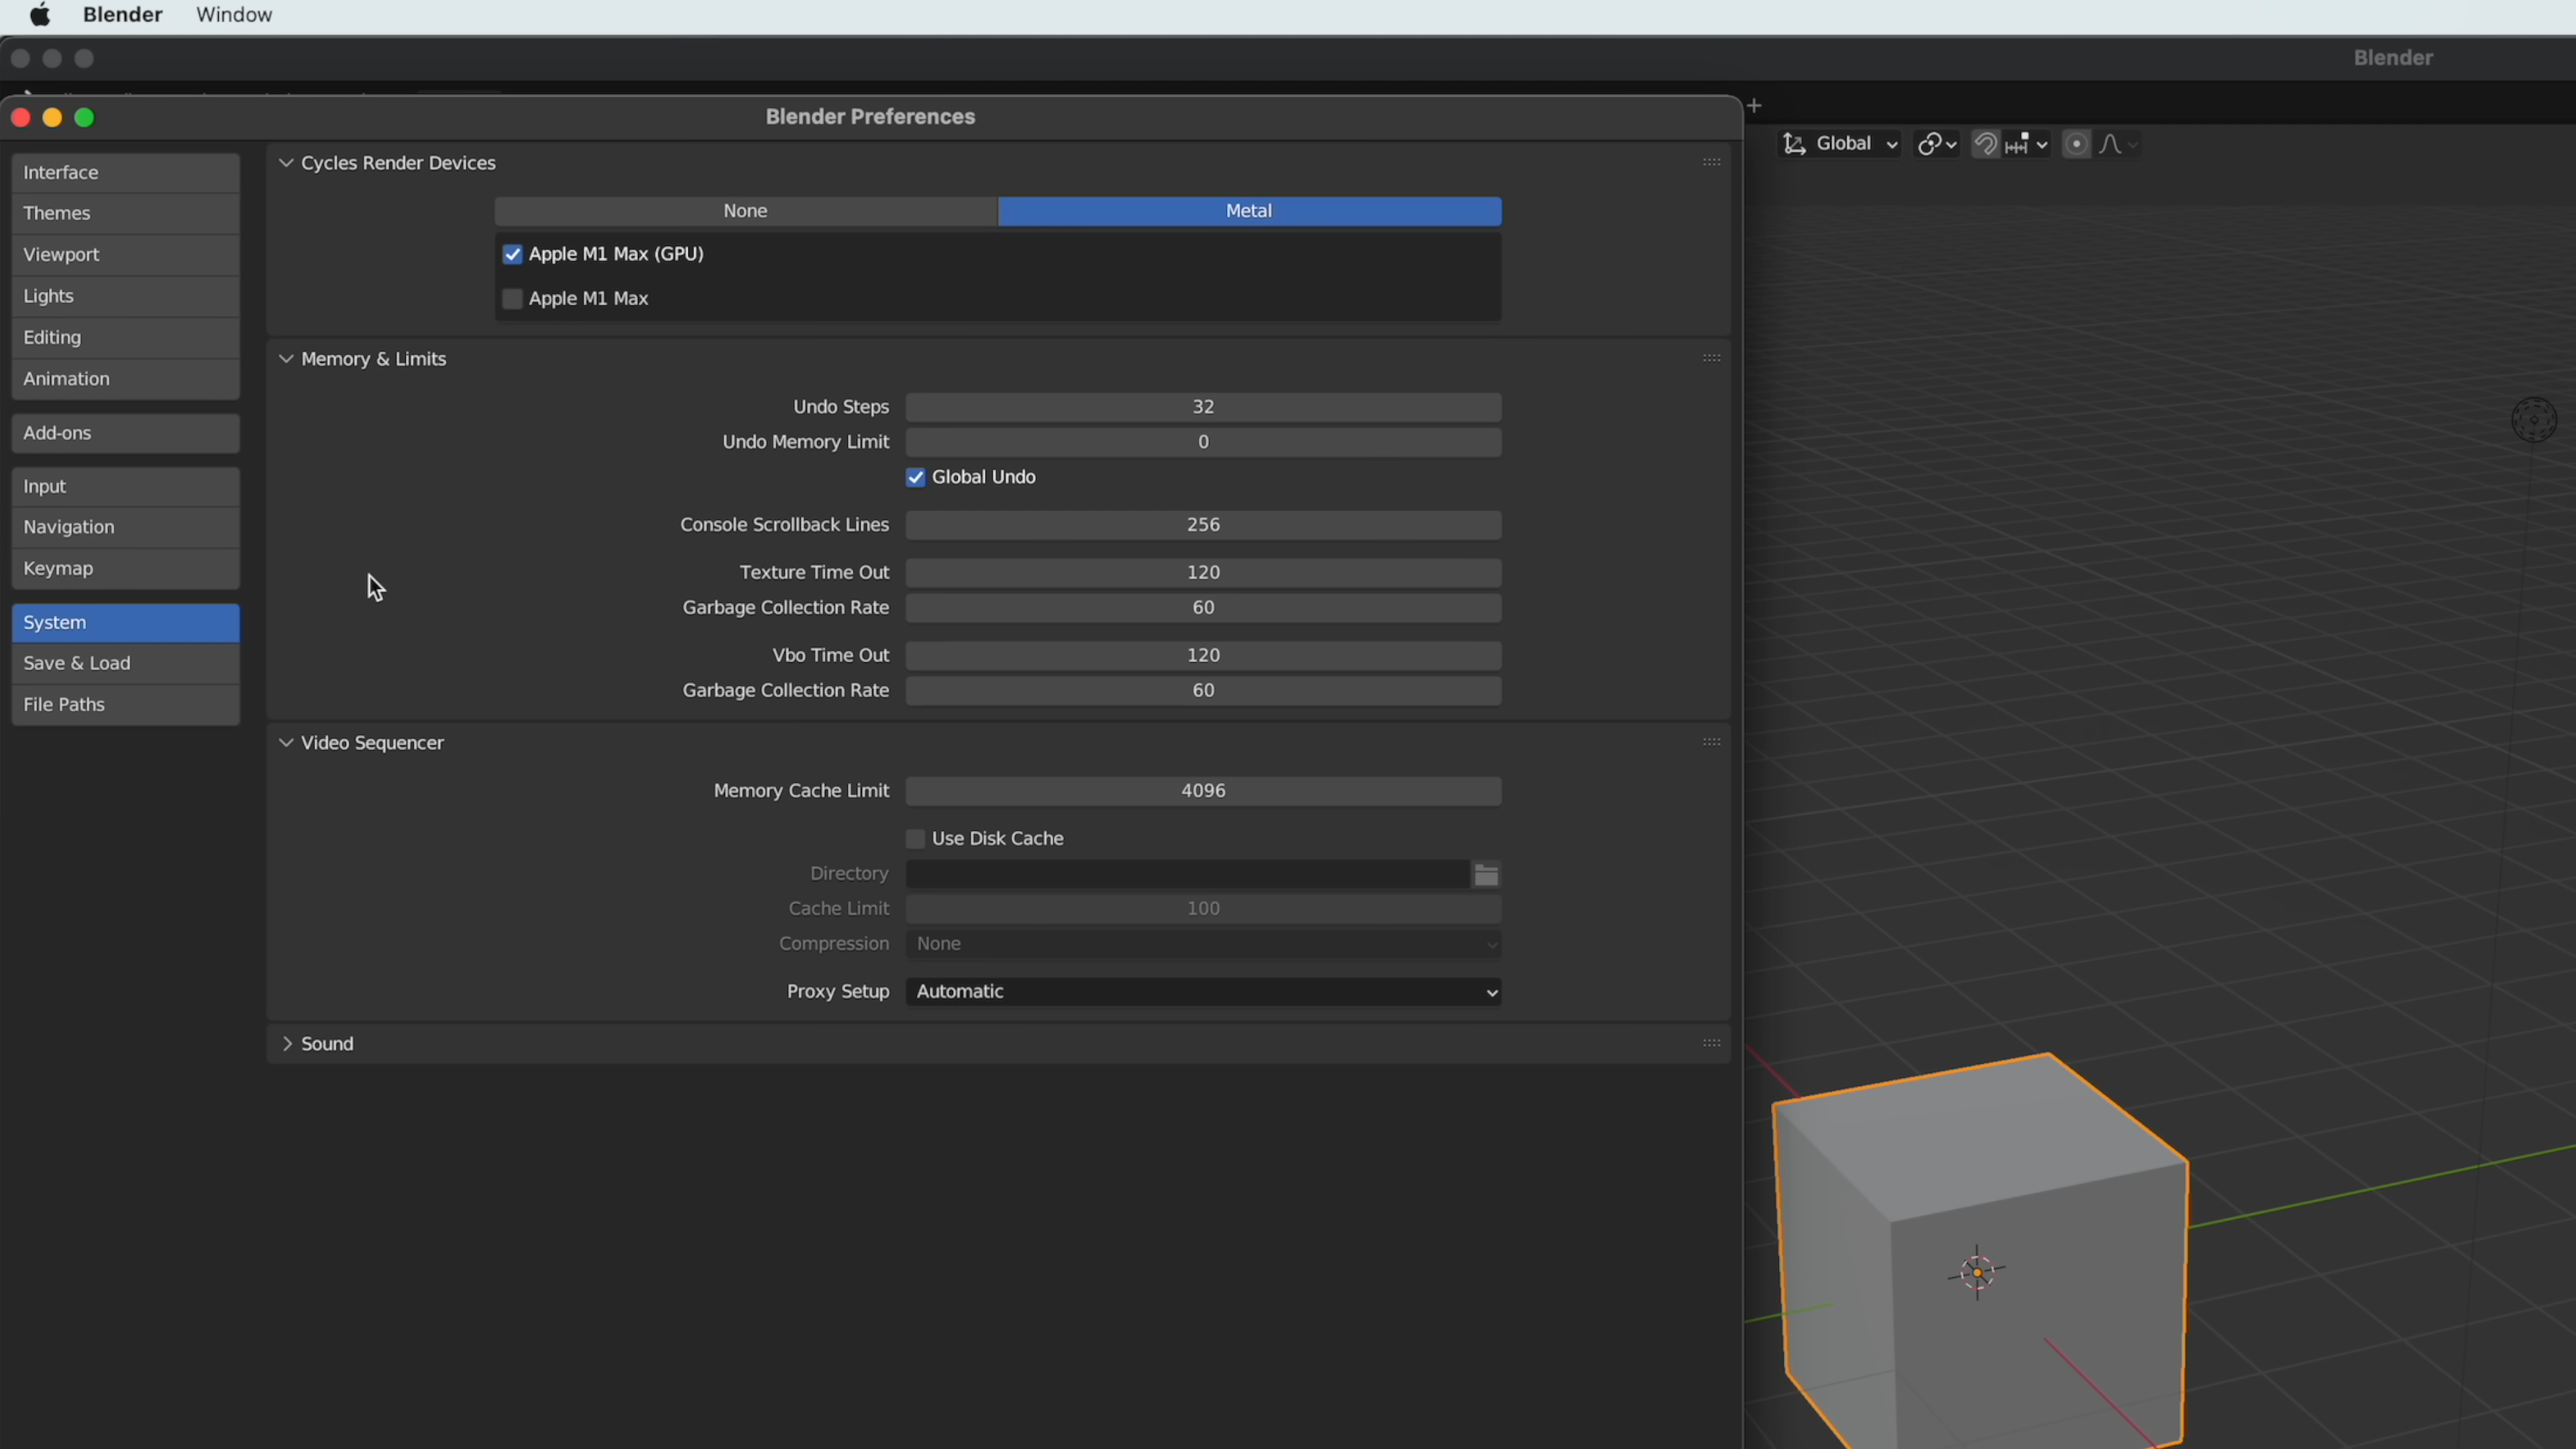 Blender Window
Blender
Blender Preferences
Global
Interface
Themes
Viewport
Lights
Editing
Animation
Add-ons
Input
Navigation
Keymap
System
Save & Load
File Paths
Cycles Render Devices
None Metal
Apple M1 Max (GPU)
Apple M1 Max
Memory & Limits
Undo Steps 32
Undo Memory Limit 0
Global Undo
Console Scrollback Lines 256
Texture Time Out 120
Garbage Collection Rate 60
Vbo Time Out 120
Garbage Collection Rate 60
Video Sequencer
Memory Cache Limit 4096
Use Disk Cache
Directory
Cache Limit 100
Compression None
Proxy Setup Automatic
Sound